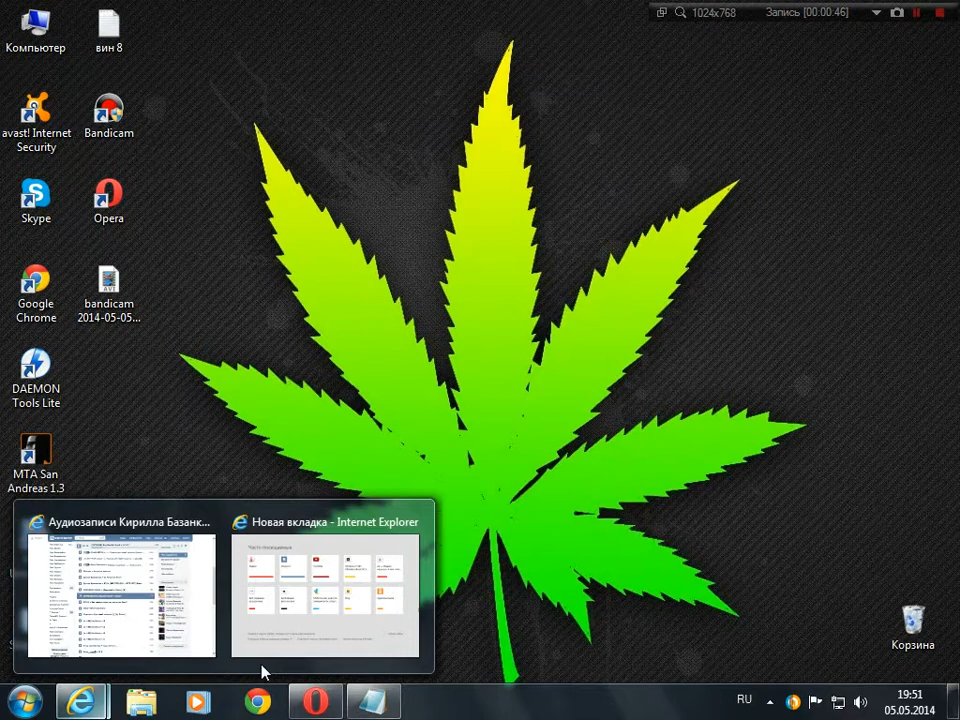 1024x768
Запись [00:00:46]
Компьютер
вин 8
avast! Internet
Security
Bandicam
Skype
Opera
Google
Chrome
bandicam
2014-05-05...
DAEMON
Tools Lite
MTA San
Andreas 1.3
Аудиозаписи Кирилла Базанк...
Новая вкладка - Internet Explorer
Корзина
RU
19:51
05.05.2014